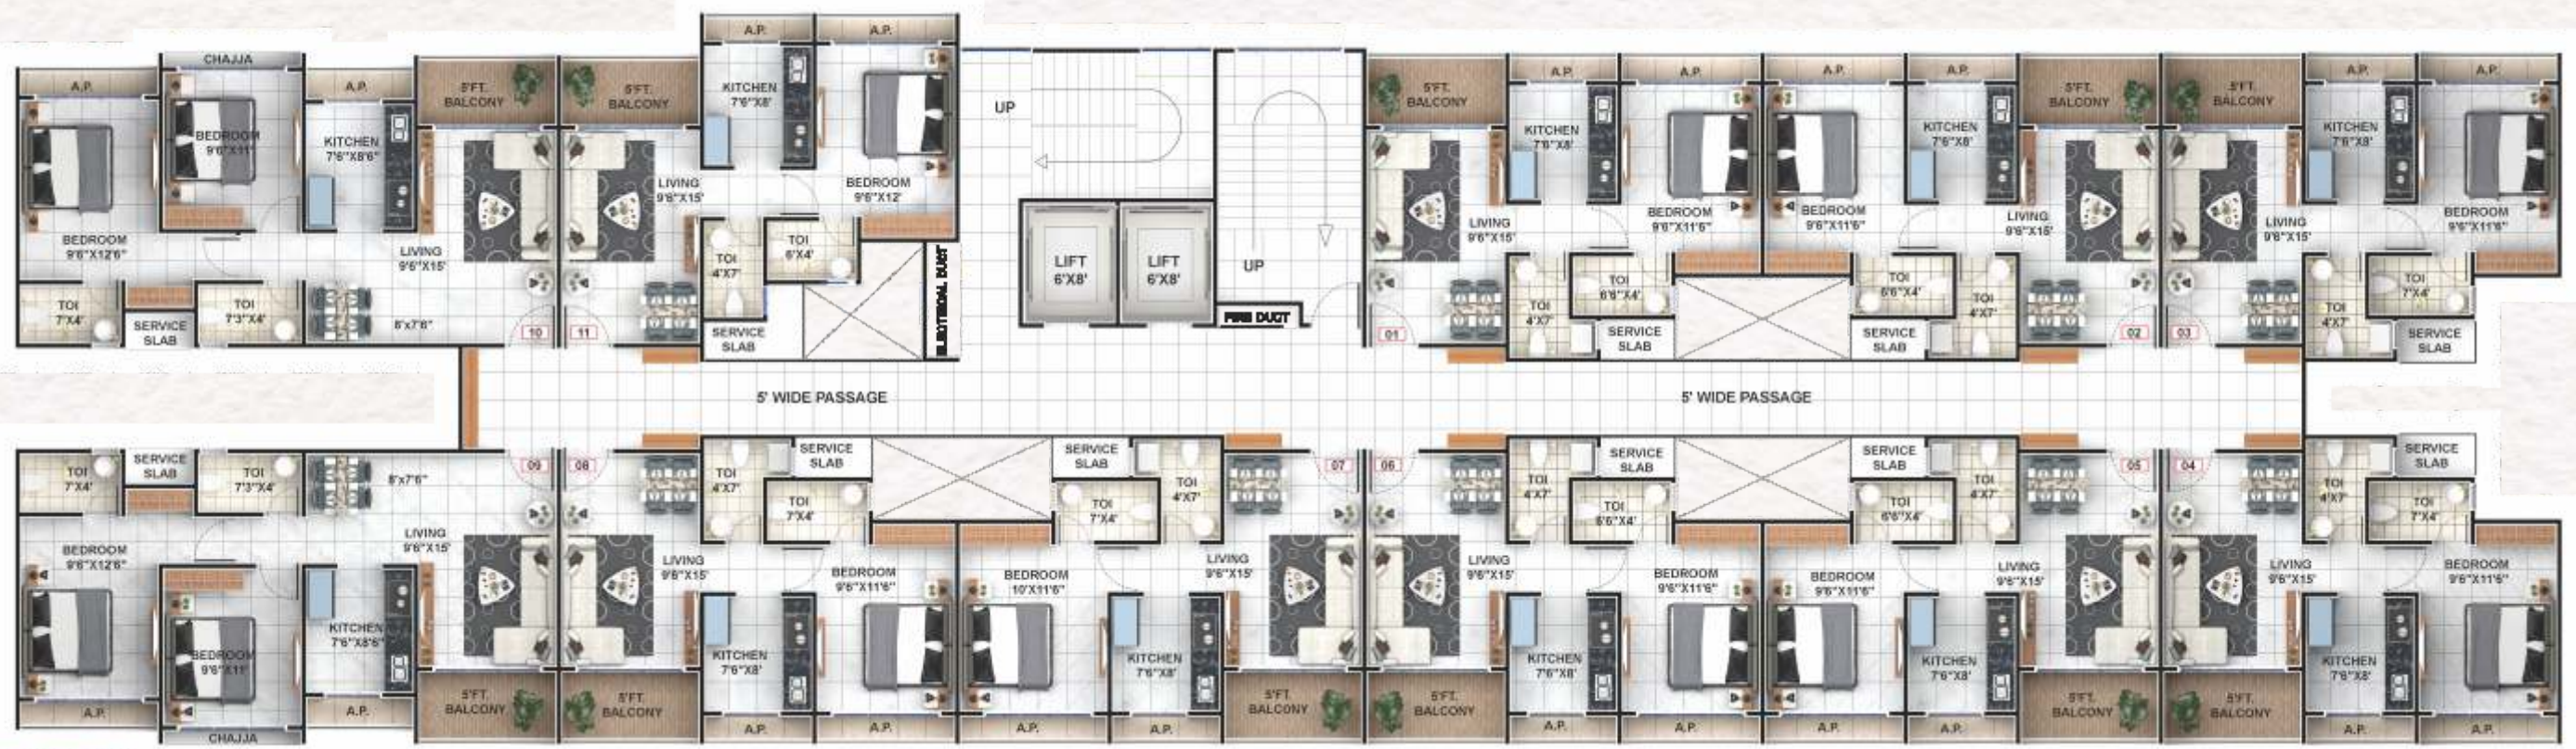 A.P.
CHAJJA
BEDROOM
9'6"X11'
A.P.
KITCHEN
7'6"X8'6"
5'FT.
BALCONY
BEDROOM
9'6"X12'6"
LIVING
9'6"X15'
TOI
7'X4'
SERVICE
SLAB
TOI
7'3"X4'
8'x7'6"
10
5'FT.
BALCONY
A.P.
A.P.
KITCHEN
7'6"X8'
LIVING
9'6"X15'
BEDROOM
9'6"X12'
TOI
4'X7'
TOI
6'X4'
SERVICE
SLAB
11
ELECTRICAL DUCT
UP
LIFT
6'X8'
LIFT
6'X8'
UP
FIRE DUCT
5'FT.
BALCONY
A.P.
A.P.
KITCHEN
7'6"X8'
LIVING
9'6"X15'
BEDROOM
9'6"X11'6"
TOI
4'X7'
TOI
6'6"X4'
SERVICE
SLAB
01
A.P.
A.P.
5'FT.
BALCONY
KITCHEN
7'6"X8'
BEDROOM
9'6"X11'6"
LIVING
9'6"X15'
TOI
6'6"X4'
TOI
4'X7'
SERVICE
SLAB
02
5'FT.
BALCONY
A.P.
A.P.
KITCHEN
7'6"X8'
LIVING
9'6"X15'
BEDROOM
9'6"X11'6"
TOI
4'X7'
TOI
7'X4'
SERVICE
SLAB
03
5' WIDE PASSAGE
5' WIDE PASSAGE
TOI
7'X4'
SERVICE
SLAB
TOI
7'3"X4'
8'x7'6"
09
BEDROOM
9'6"X12'6"
LIVING
9'6"X15'
BEDROOM
9'6"X11'
KITCHEN
7'6"X8'6"
A.P.
CHAJJA
A.P.
5'FT.
BALCONY
08
TOI
4'X7'
SERVICE
SLAB
TOI
7'X4'
LIVING
9'6"X15'
BEDROOM
9'6"X11'6"
KITCHEN
7'6"X8'
5'FT.
BALCONY
A.P.
A.P.
SERVICE
SLAB
TOI
7'X4'
TOI
4'X7'
07
BEDROOM
10'X11'6"
LIVING
9'6"X15'
KITCHEN
7'6"X8'
A.P.
A.P.
5'FT.
BALCONY
06
TOI
4'X7'
SERVICE
SLAB
TOI
6'6"X4'
LIVING
9'6"X15'
BEDROOM
9'6"X11'6"
KITCHEN
7'6"X8'
5'FT.
BALCONY
A.P.
A.P.
SERVICE
SLAB
TOI
6'6"X4'
TOI
4'X7'
05
BEDROOM
9'6"X11'6"
LIVING
9'6"X15'
KITCHEN
7'6"X8'
A.P.
A.P.
5'FT.
BALCONY
04
TOI
4'X7'
SERVICE
SLAB
TOI
7'X4'
LIVING
9'6"X15'
BEDROOM
9'6"X11'6"
KITCHEN
7'6"X8'
5'FT.
BALCONY
A.P.
A.P.